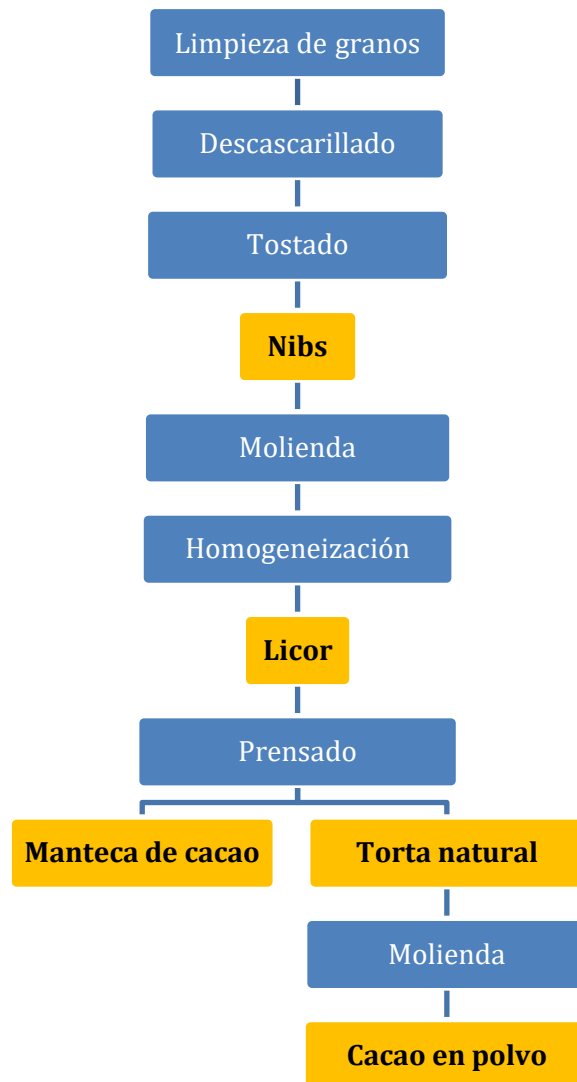 Limpieza de granos
Descascarillado
Tostado
Nibs
Molienda
Homogeneización
Licor
Prensado
Manteca de cacao
Torta natural
Molienda
Cacao en polvo